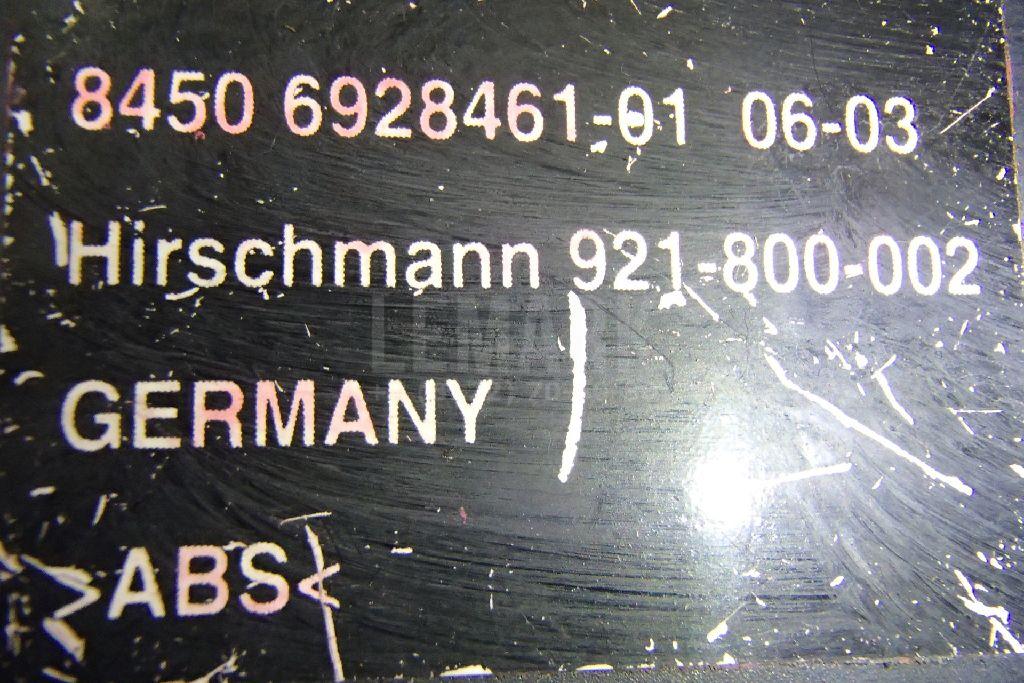 8450 6928461-01 06-03
Hirschmann 921-800-002
GERMANY
>ABS<